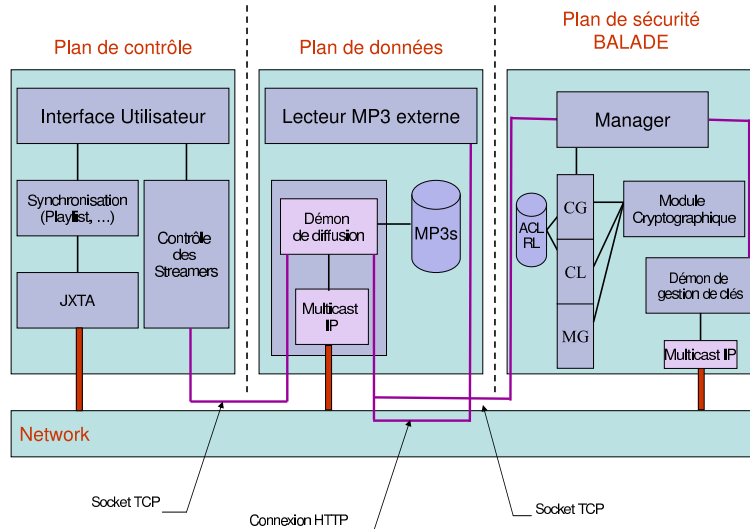 Plan de contrôle
Plan de données
Plan de sécurité
BALADE
Interface Utilisateur
Lecteur MP3 externe
Manager
Synchronisation
(Playllist, ...)
Contrôle
des
Streamers
JXTA
Démon
de diffusion
MP3s
Multicast
IP
ACL
RL
CG
CL
MG
Module
Cryptographique
Démon de
gestion de clés
Multicast IP
Network
Socket TCP
Connexion HTTP
Socket TCP